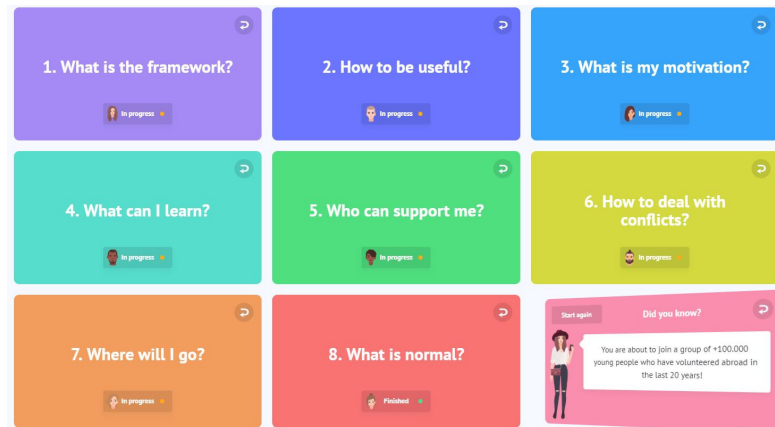 1. What is the framework?
In progress
2. How to be useful?
In progress
3. What is my motivation?
In progress
4. What can I learn?
In progress
5. Who can support me?
In progress
6. How to deal with
conflicts?
In progress
7. Where will I go?
In progress
8. What is normal?
Finished
Start again
Did you know?
You are about to join a group of +100.000
young people who have volunteered abroad in
the last 20 years!